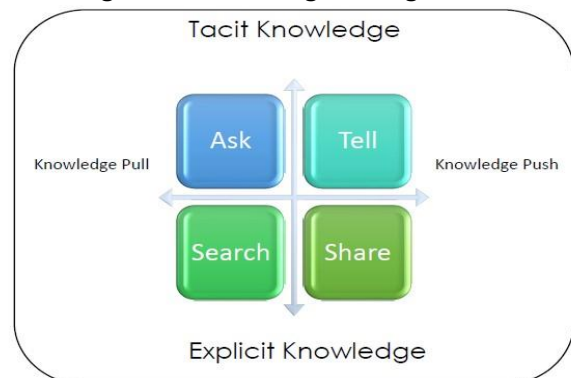 Tacit Knowledge
Ask
Tell
Knowledge Pull
Knowledge Push
Search
Share
Explicit Knowledge